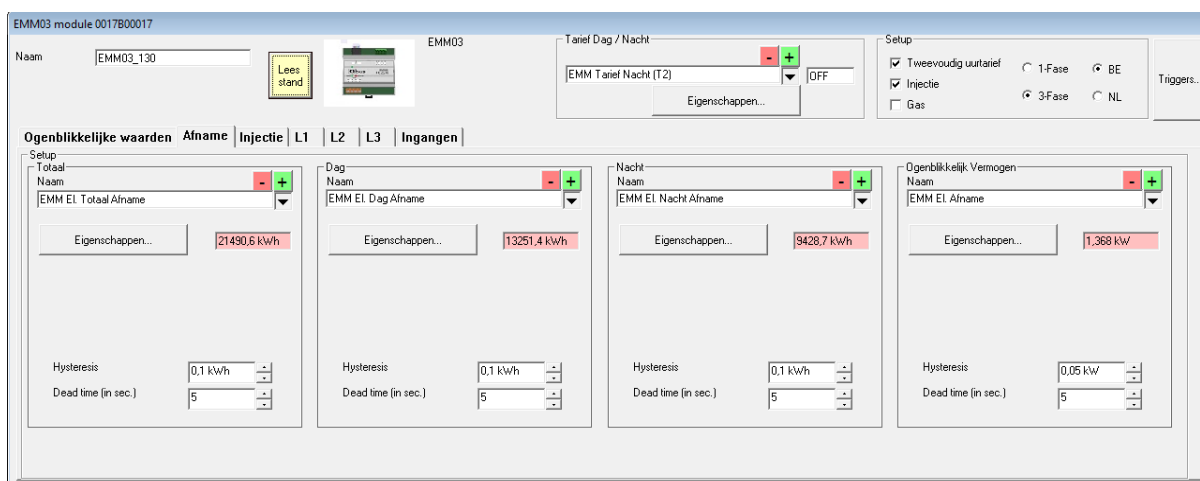 EMM03 module 0017B00017
Naam
EMM03_130
Lees
stand
EMM03
Tarief Dag / Nacht
- +
EMM Tarief Nacht (T2)
OFF
Eigenschappen...
Setup
Tweevoudig uurtarief
Injectie
Gas
1-Fase
3-Fase
BE
NL
Triggers...
Ogenblikkelijke waarden Afname Injectie L1 L2 L3 Ingangen
Setup
Totaal
Naam
- +
EMM El. Totaal Afname
Eigenschappen...
21490,6 kWh
Hysteresis
0,1 kWh
Dead time (in sec.)
5
Dag
Naam
- +
EMM El. Dag Afname
Eigenschappen...
13251,4 kWh
Hysteresis
0,1 kWh
Dead time (in sec.)
5
Nacht
Naam
- +
EMM El. Nacht Afname
Eigenschappen...
9428,7 kWh
Hysteresis
0,1 kWh
Dead time (in sec.)
5
Ogenblikkelijk Vermogen
Naam
- +
EMM El. Afname
Eigenschappen...
1,368 kW
Hysteresis
0,05 kW
Dead time (in sec.)
5